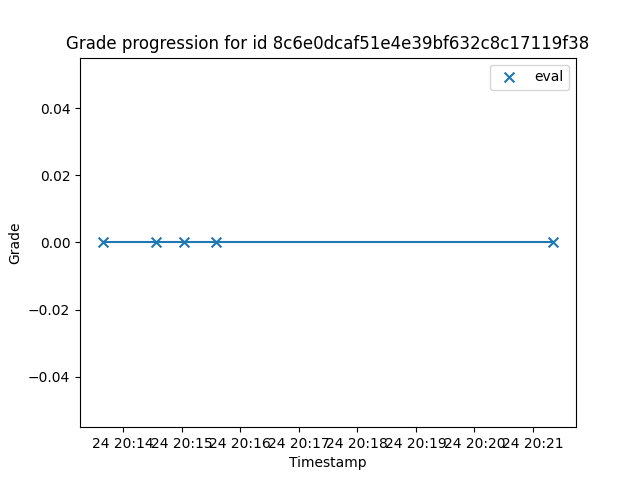 Grade progression for id 8c6e0dcaf51e4e39bf632c8c17119f38
eval
0.04
0.02
0.00
−0.02
−0.04
Grade
24 20:14 24 20:15 24 20:16 24 20:17 24 20:18 24 20:19 24 20:20 24 20:21
Timestamp